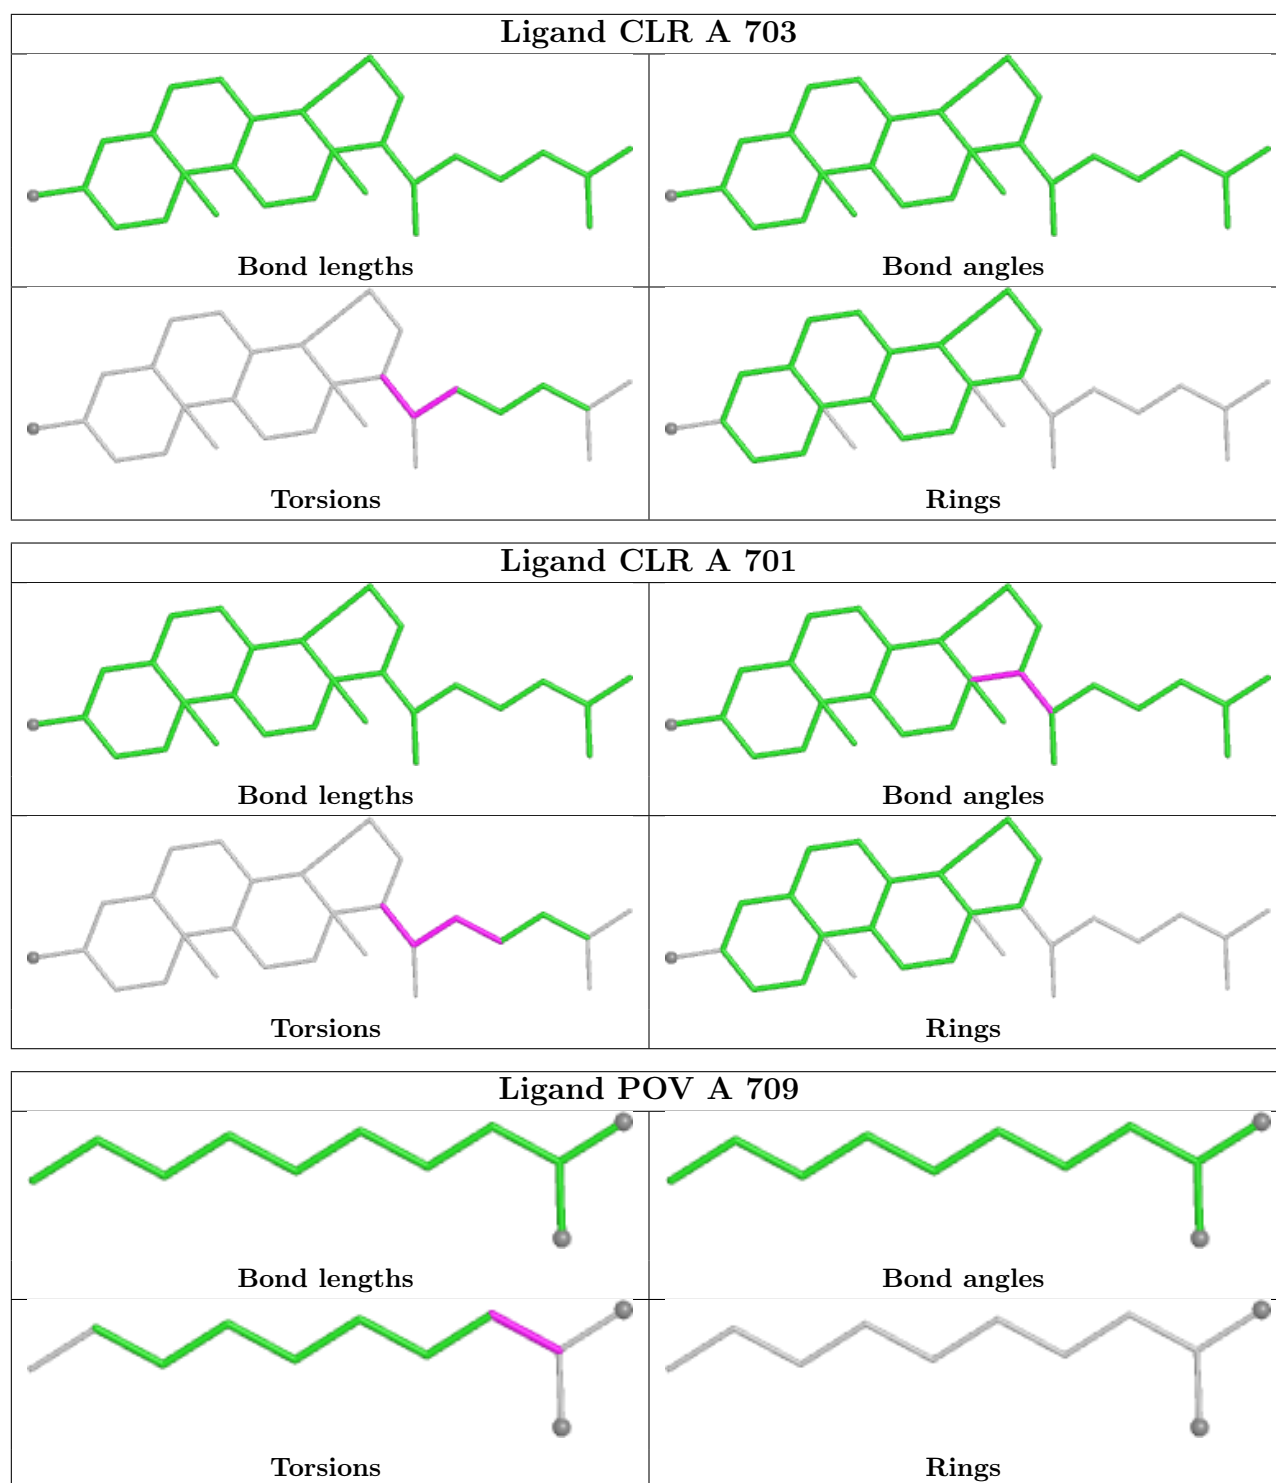 Ligand CLR A 703
Bond lengths
Bond angles
Torsions
Rings
Ligand CLR A 701
Bond lengths
Bond angles
Torsions
Rings
Ligand POV A 709
Bond lengths
Bond angles
Torsions
Rings